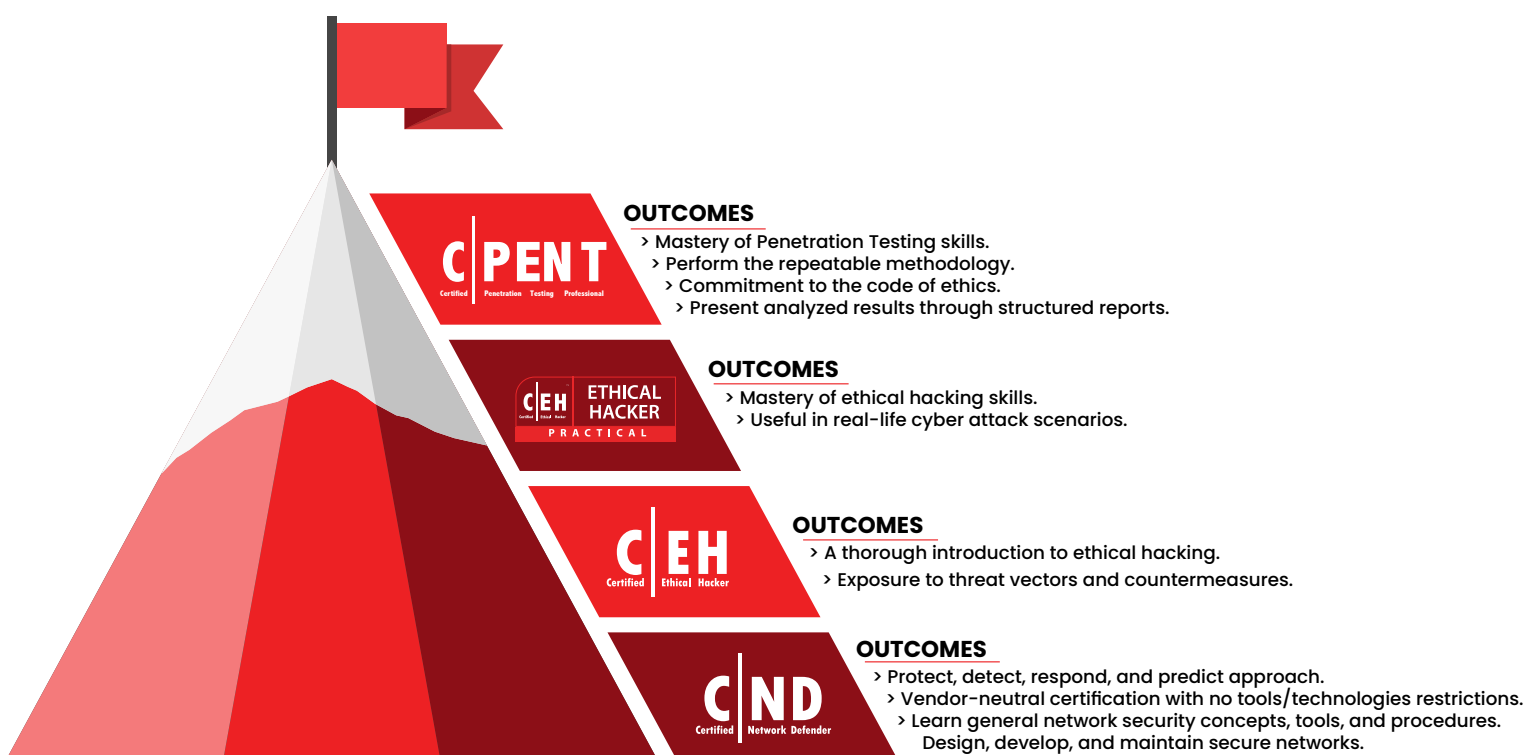 C|PENT
Certified Penetration Testing Professional
OUTCOMES
> Mastery of Penetration Testing skills.
> Perform the repeatable methodology.
> Commitment to the code of ethics.
> Present analyzed results through structured reports.
C|EH™
Certified Ethical Hacker
ETHICAL
HACKER
PRACTICAL
OUTCOMES
> Mastery of ethical hacking skills.
> Useful in real-life cyber attack scenarios.
C|EH
Certified Ethical Hacker
OUTCOMES
> A thorough introduction to ethical hacking.
> Exposure to threat vectors and countermeasures.
C|ND
Certified Network Defender
OUTCOMES
> Protect, detect, respond, and predict approach.
> Vendor-neutral certification with no tools/technologies restrictions.
> Learn general network security concepts, tools, and procedures.
Design, develop, and maintain secure networks.